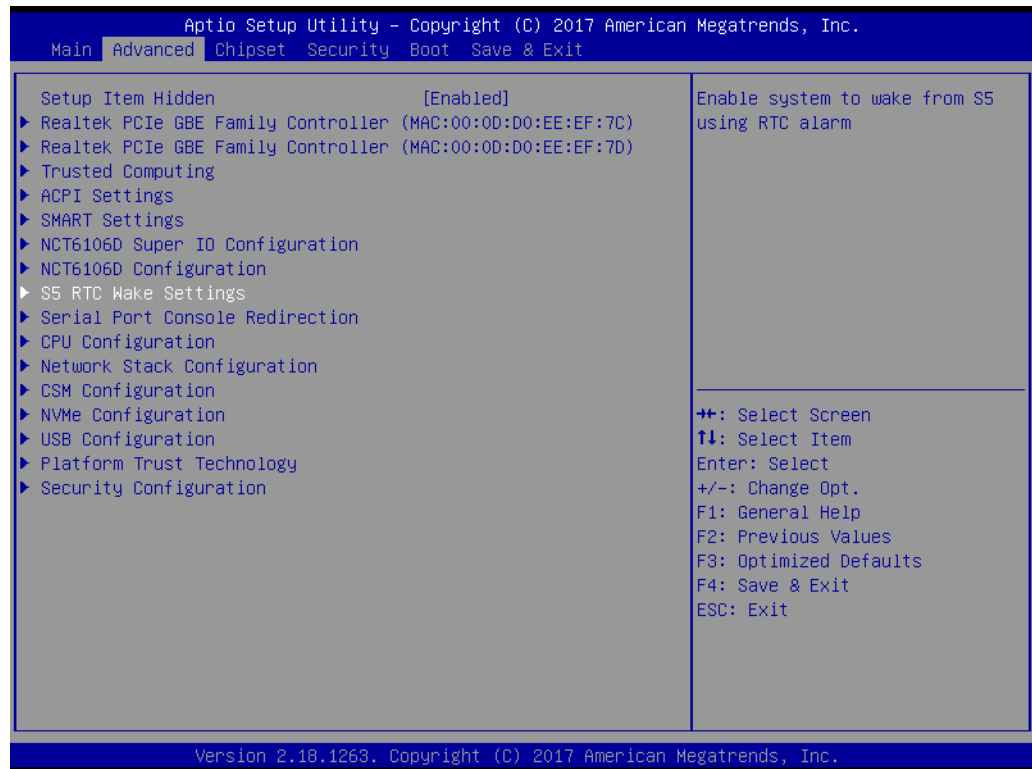 Aptio Setup Utility – Copyright (C) 2017 American Megatrends, Inc.
Main Advanced Chipset Security Boot Save & Exit
Setup Item Hidden [Enabled]
Realtek PCIe GBE Family Controller (MAC:00:0D:D0:EE:EF:7C)
Realtek PCIe GBE Family Controller (MAC:00:0D:D0:EE:EF:7D)
Trusted Computing
ACPI Settings
SMART Settings
NCT6106D Super IO Configuration
NCT6106D Configuration
S5 RTC Wake Settings
Serial Port Console Redirection
CPU Configuration
Network Stack Configuration
CSM Configuration
NVMe Configuration
USB Configuration
Platform Trust Technology
Security Configuration
Enable system to wake from S5
using RTC alarm
→←: Select Screen
↑↓: Select Item
Enter: Select
+/-: Change Opt.
F1: General Help
F2: Previous Values
F3: Optimized Defaults
F4: Save & Exit
ESC: Exit
Version 2.18.1263. Copyright (C) 2017 American Megatrends, Inc.